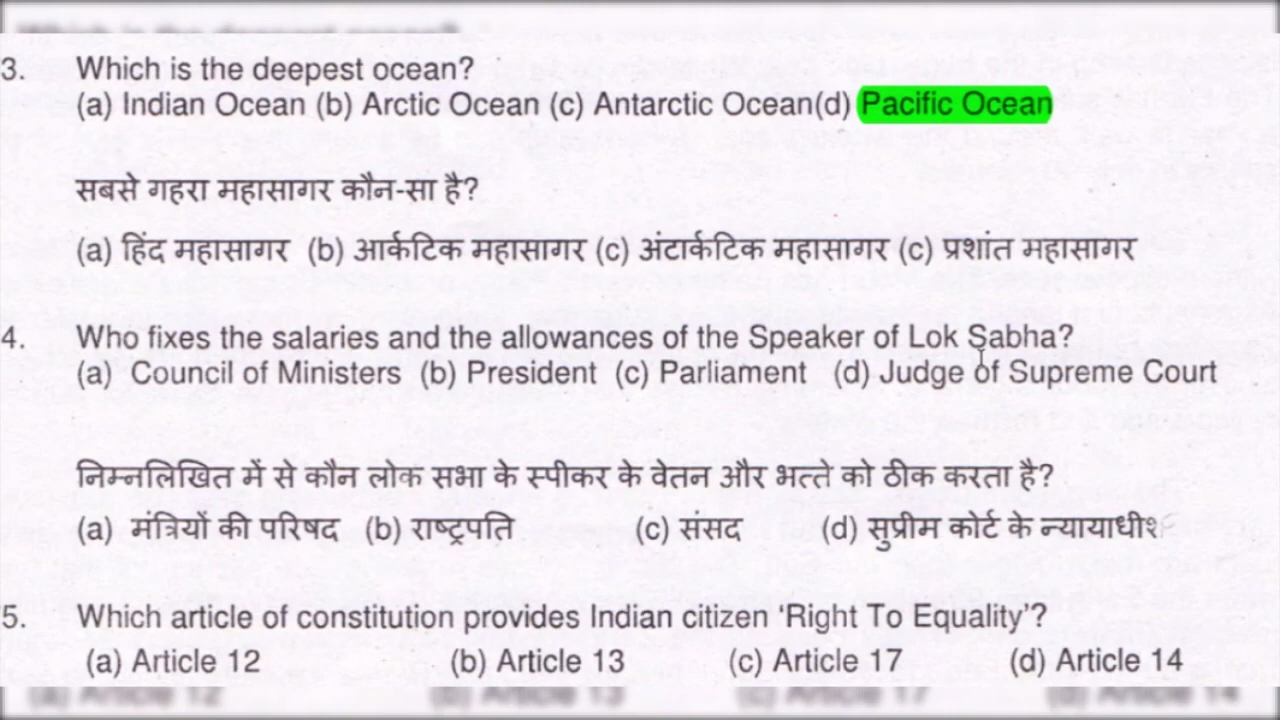 3. Which is the deepest ocean?
(a) Indian Ocean (b) Arctic Ocean (c) Antarctic Ocean(d) Pacific Ocean
सबसे गहरा महासागर कौन-सा है?
(a) हिंद महासागर (b) आर्कटिक महासागर (c) अंटार्कटिक महासागर (c) प्रशांत महासागर
4. Who fixes the salaries and the allowances of the Speaker of Lok Sabha?
(a) Council of Ministers (b) President (c) Parliament (d) Judge of Supreme Court
निम्नलिखित में से कौन लोक सभा के स्पीकर के वेतन और भत्ते को ठीक करता है?
(a) मंत्रियों की परिषद (b) राष्ट्रपति (c) संसद (d) सुप्रीम कोर्ट के न्यायाधीश
5. Which article of constitution provides Indian citizen 'Right To Equality"?
(a) Article 12 (b) Article 13 (c) Article 17 (d) Article 14